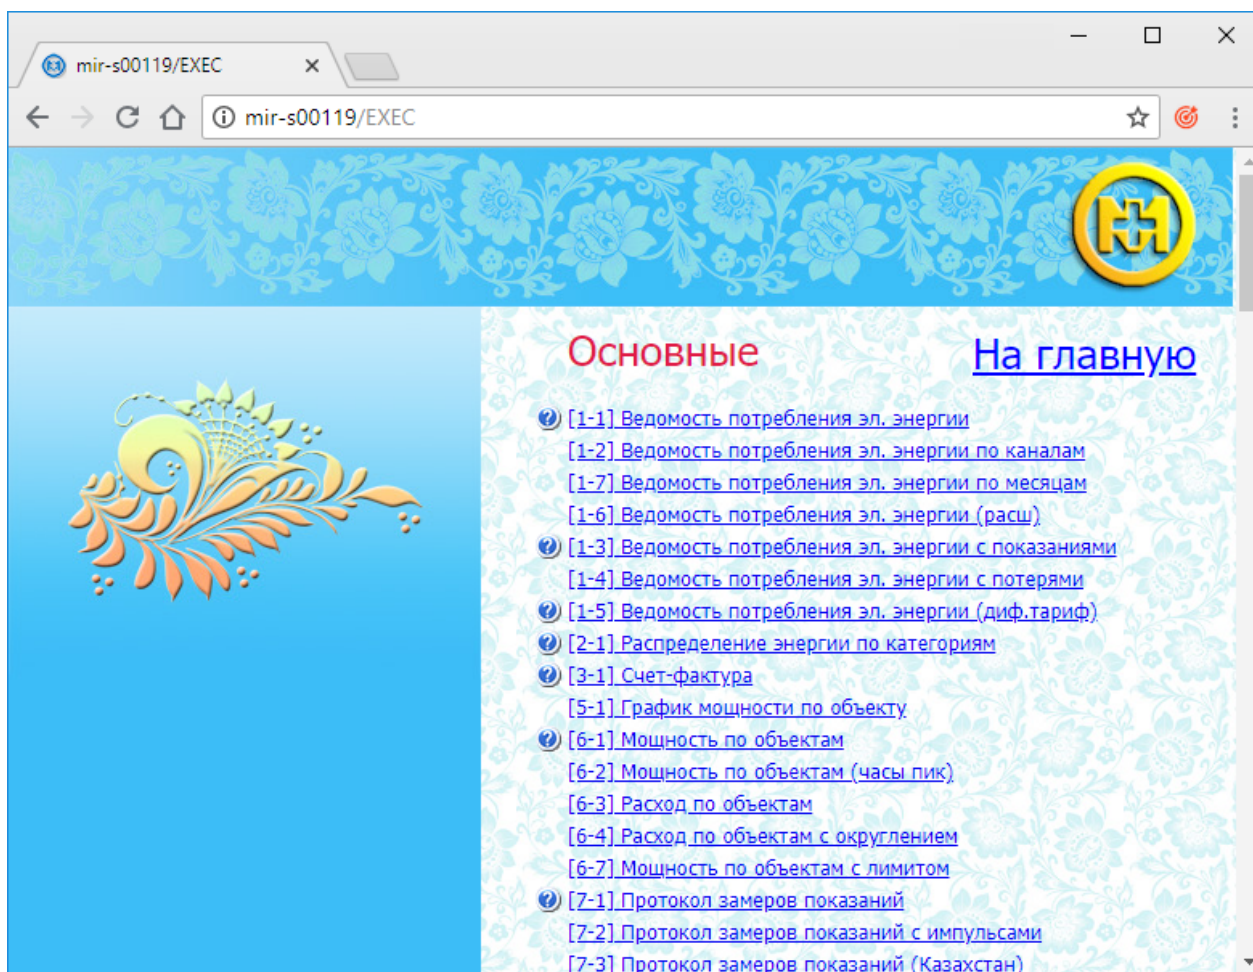 mir-s00119/EXEC
mir-s00119/EXEC
Основные
На главную
[1-1] Ведомость потребления эл. энергии
[1-2] Ведомость потребления эл. энергии по каналам
[1-7] Ведомость потребления эл. энергии по месяцам
[1-6] Ведомость потребления эл. энергии (расш)
[1-3] Ведомость потребления эл. энергии с показаниями
[1-4] Ведомость потребления эл. энергии с потерями
[1-5] Ведомость потребления эл. энергии (диф.тариф)
[2-1] Распределение энергии по категориям
[3-1] Счет-фактура
[5-1] График мощности по объекту
[6-1] Мощность по объектам
[6-2] Мощность по объектам (часы пик)
[6-3] Расход по объектам
[6-4] Расход по объектам с округлением
[6-7] Мощность по объектам с лимитом
[7-1] Протокол замеров показаний
[7-2] Протокол замеров показаний с импульсами
[7-3] Протокол замеров показаний (Казахстан)